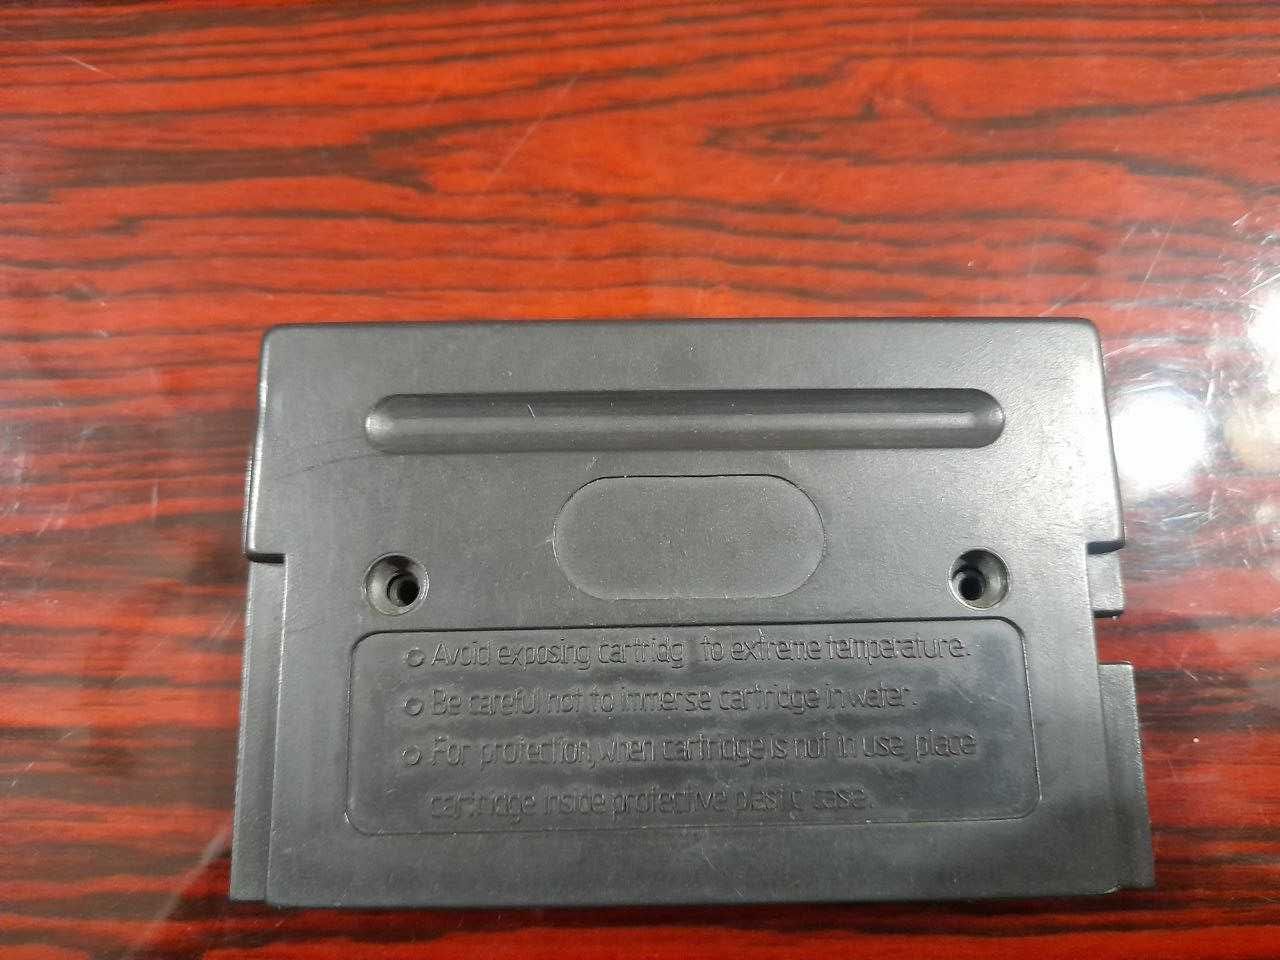 Avoid exposing cartridg to extreme temperature.
Be careful not to immerse cartridge in water.
For protection, when cartridge is not in use, place
cartridge inside protective plastic case.